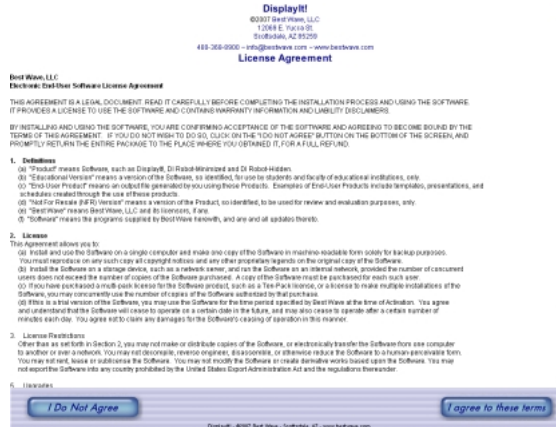 DisplayIt!
©2007 Best Wave, LLC
Scottsdale, AZ 85259
480-368-8900 ~ info@bestwave.com ~ www.bestwave.com
License Agreement
Best Wave, LLC
Electronic End-User Software License Agreement
THIS AGREEMENT IS A LEGAL DOCUMENT. READ IT CAREFULLY BEFORE COMPLETING THE INSTALLATION PROCESS AND USING THE SOFTWARE.
IT PROVIDES A LICENSE TO USE THE SOFTWARE AND CONTAINS WARRANTY INFORMATION AND LIABILITY DISCLAIMERS.
BY INSTALLING AND USING THE SOFTWARE, YOU ARE CONFIRMING ACCEPTANCE OF THE SOFTWARE AND AGREEING TO BECOME BOUND BY THE
TERMS OF THIS AGREEMENT. IF YOU DO NOT WISH TO DO SO, CLICK ON THE "I DO NOT AGREE" BUTTON ON THE BOTTOM OF THE SCREEN, AND
PROMPTLY RETURN THE ENTIRE PACKAGE TO THE PLACE WHERE YOU OBTAINED IT, FOR A FULL REFUND.
1. Definitions
(a) "Product" means Software, such as DisplayIt, DI Robot-Minimized and DI Robot-Hidden.
(b) "Educational Version" means a version of the Software, so identified, for use by students and faculty of educational institutions, only.
(c) "End-User Product" means an output file generated by you using these Products. Examples of End-User Products include templates, presentations, and
schedules created through the use of these products.
(d) "Not For Resale (NFR) Version" means a version of the Product, so identified, to be used for review and evaluation purposes, only.
(e) "Best Wave" means Best Wave, LLC and its licensors, if any.
(f) "Software" means the programs supplied by Best Wave herewith, and any and all updates thereto.
2. License
This Agreement allows you to:
(a) Install and use the Software on a single computer and make one copy of the Software in machine-readable form solely for backup purposes.
You must reproduce on any such copy all copyright notices and any other proprietary legends on the original copy of the Software.
(b) Install the Software on a storage device, such as a network server, and run the Software on an internal network, provided the number of concurrent
users does not exceed the number of copies of the Software purchased. A copy of the Software must be purchased for each such user.
(c) If you have purchased a multi-pack license for the Software product, such as a Ten-Pack license, or a license to make multiple installations of the
Software, you may concurrently use the number of copies of the Software authorized by that purchase.
(d) If this is a trial version of the Software, you may use the Software for the time period specified by Best Wave at the time of Activation. You agree
and understand that the Software will cease to operate on a certain date in the future, and may also cease to operate after a certain number of
minutes each day. You agree not to claim any damages for the Software's ceasing of operation in this manner.
3. License Restrictions
Other than as set forth in Section 2, you may not make or distribute copies of the Software, or electronically transfer the Software from one computer
to another or over a network. You may not decompile, reverse engineer, disassemble, or otherwise reduce the Software to a human-perceivable form.
You may not rent, lease or sublicense the Software. You may not modify the Software or create derivative works based upon the Software. You may
not export the Software into any country prohibited by the United States Export Administration Act and the regulations thereunder.
5. Upgrades
I Do Not Agree
I agree to these terms